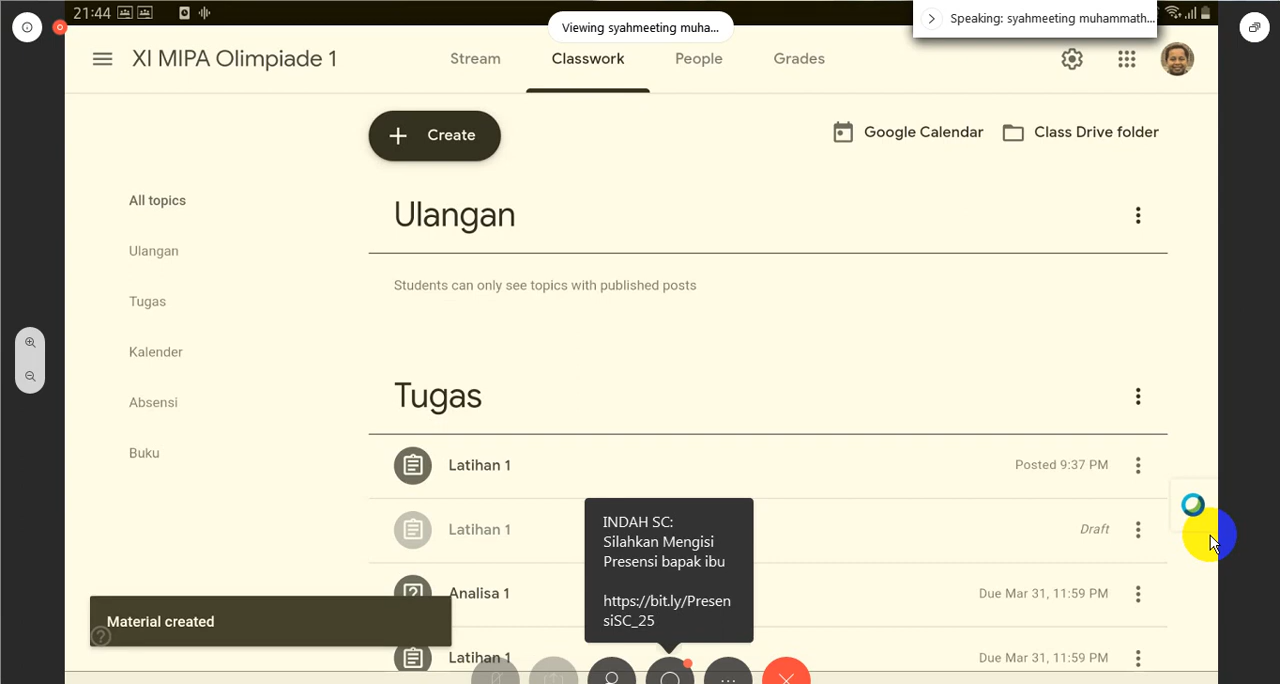 21:44
Viewing syahmeeting muha...
Speaking: syahmeeting muhammath...
XI MIPA Olimpiade 1
Stream
Classwork
People
Grades
Create
Google Calendar
Class Drive folder
All topics
Ulangan
Tugas
Kalender
Absensi
Buku
Ulangan
Students can only see topics with published posts
Tugas
Latihan 1
Posted 9:37 PM
Latihan 1
Draft
Analisa 1
Due Mar 31, 11:59 PM
Latihan 1
Due Mar 31, 11:59 PM
INDAH SC:
Silahkan Mengisi
Presensi bapak ibu
https://bit.ly/Presen
siSC_25
Material created